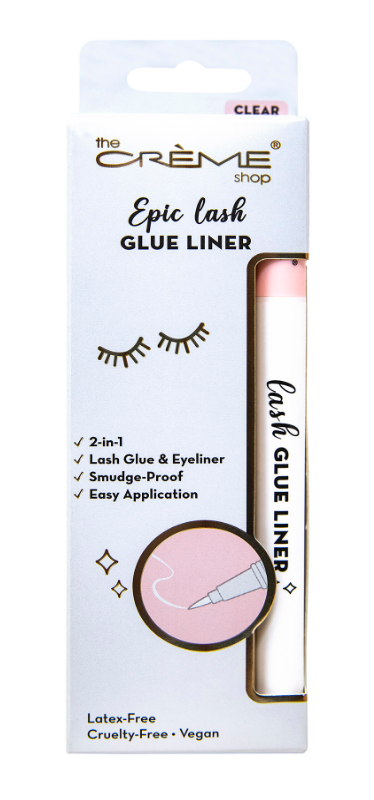 CLEAR
the
CRÈME®
shop
Epic lash
GLUE LINER
lash GLUE LINER
✓ 2-in-1
✓ Lash Glue & Eyeliner
✓ Smudge-Proof
✓ Easy Application
Latex-Free
Cruelty-Free • Vegan